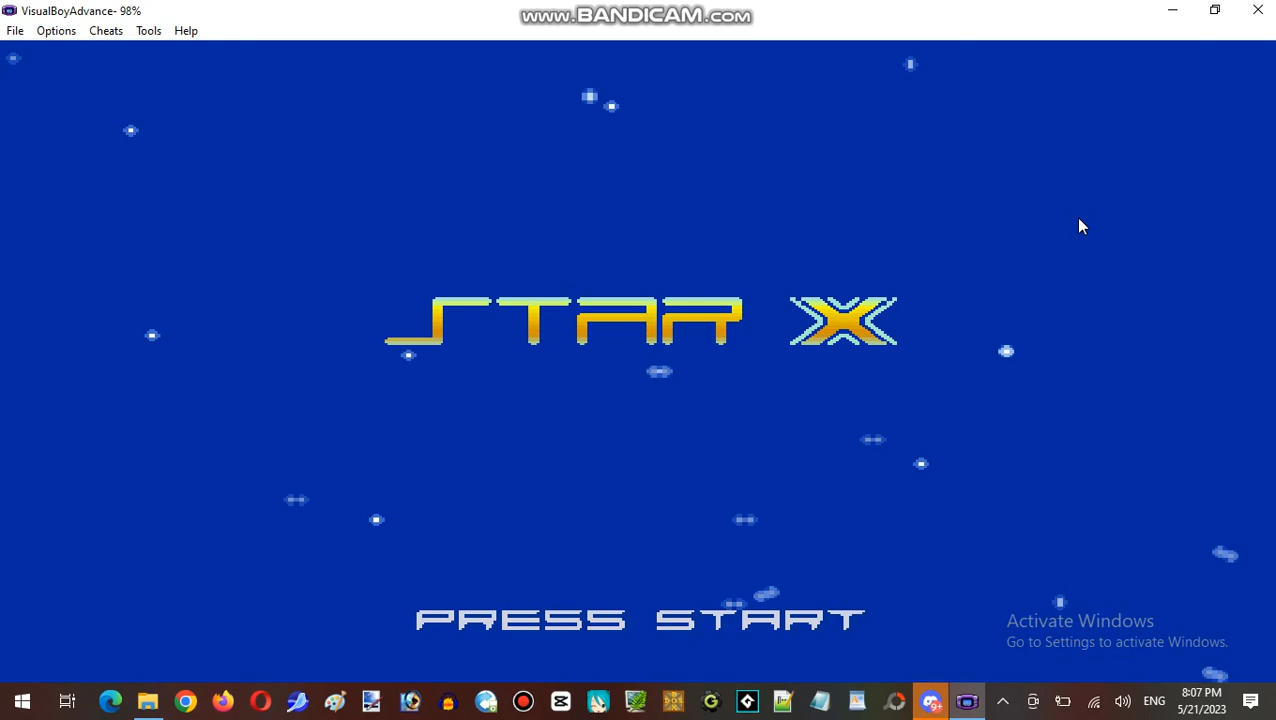 VisualBoyAdvance- 98%
www.BANDICAM.com
File Options Cheats Tools Help
STAR X
PRESS START
Activate Windows
Go to Settings to activate Windows.
9+
ENG
8:07 PM
5/21/2023